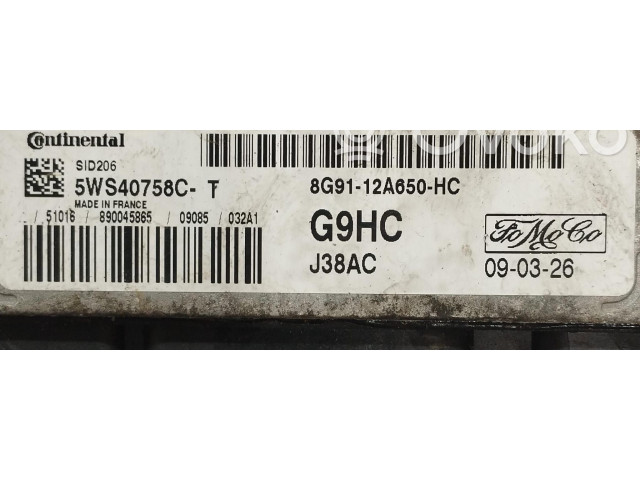 Continental
SID206
5WS40758C- T
MADE IN FRANCE
/ 51016 / 890045865 / 09085 / 032A1
8G91-12A650-HC
G9HC
J38AC
FoMoCo
09-03-26
Ovoko